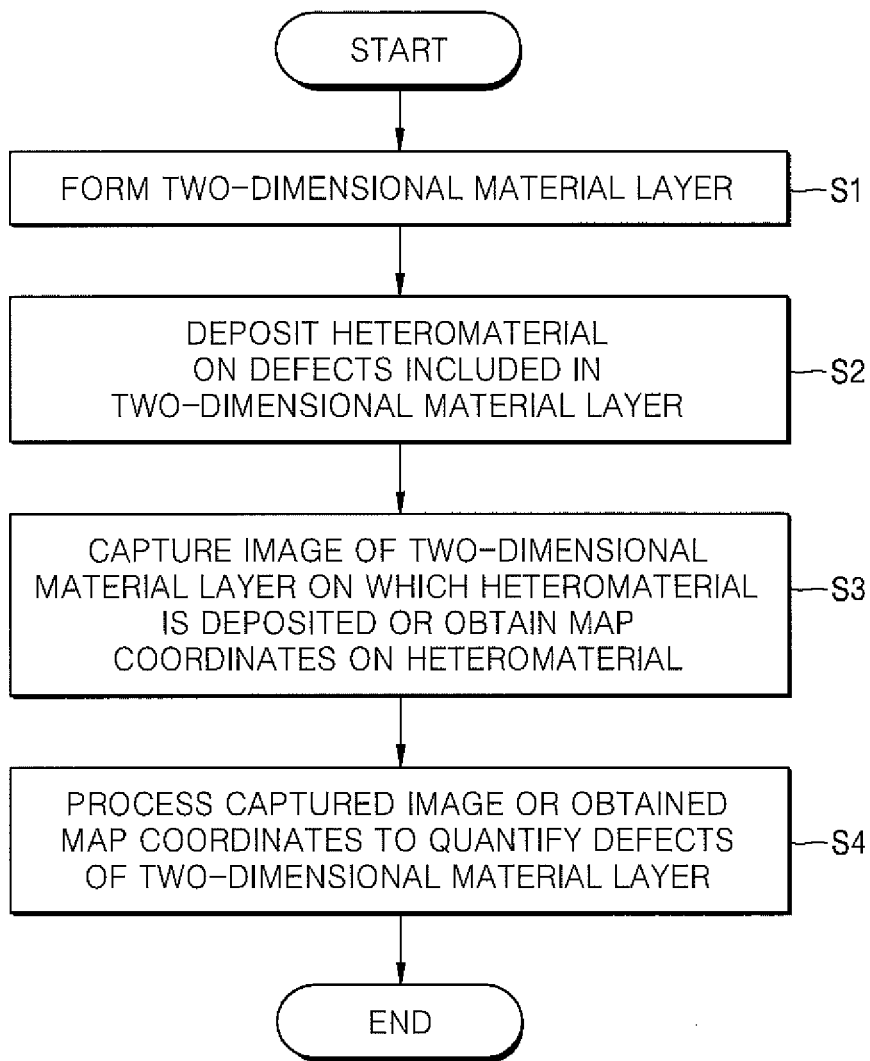 START
FORM TWO-DIMENSIONAL MATERIAL LAYER
S1
DEPOSIT HETEROMATERIAL
ON DEFECTS INCLUDED IN
TWO-DIMENSIONAL MATERIAL LAYER
S2
CAPTURE IMAGE OF TWO-DIMENSIONAL
MATERIAL LAYER ON WHICH HETEROMATERIAL
IS DEPOSITED OR OBTAIN MAP
COORDINATES ON HETEROMATERIAL
S3
PROCESS CAPTURED IMAGE OR OBTAINED
MAP COORDINATES TO QUANTIFY DEFECTS
OF TWO-DIMENSIONAL MATERIAL LAYER
S4
END